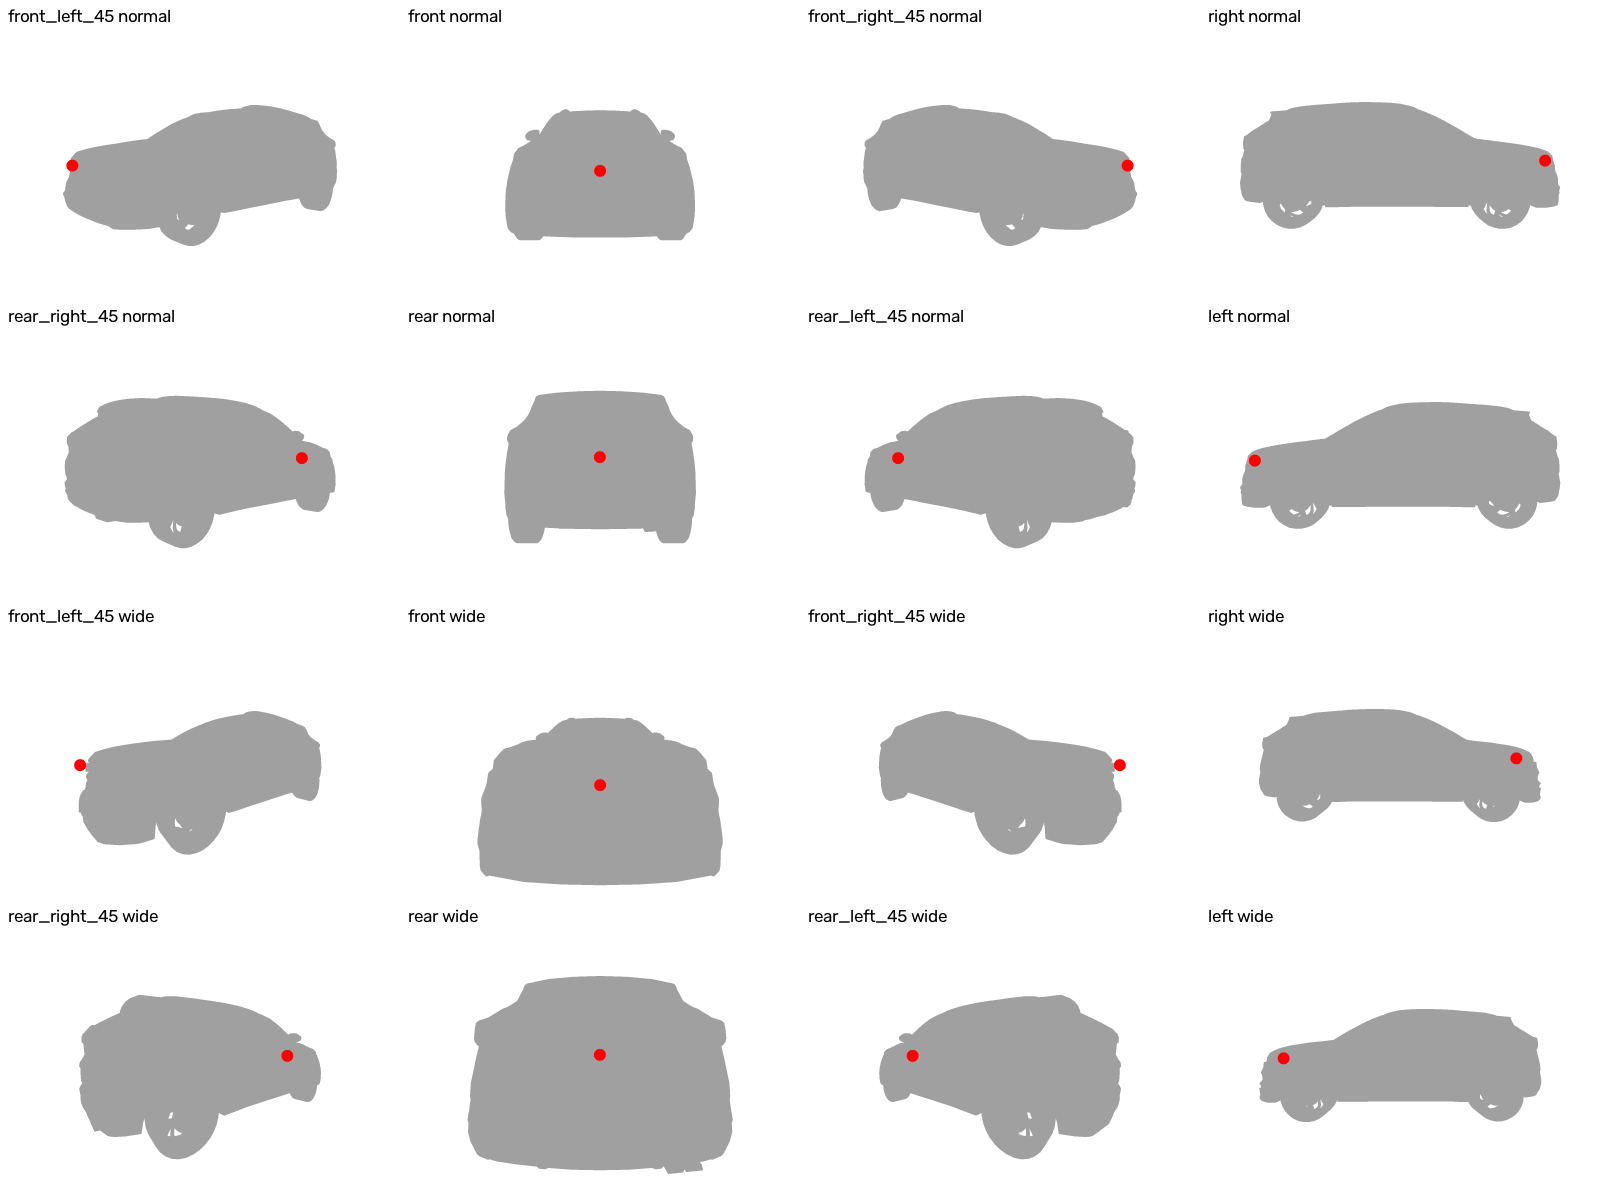 front_left_45 normal
front normal
front_right_45 normal
right normal
rear_right_45 normal
rear normal
rear_left_45 normal
left normal
front_left_45 wide
front wide
front_right_45 wide
right wide
rear_right_45 wide
rear wide
rear_left_45 wide
left wide